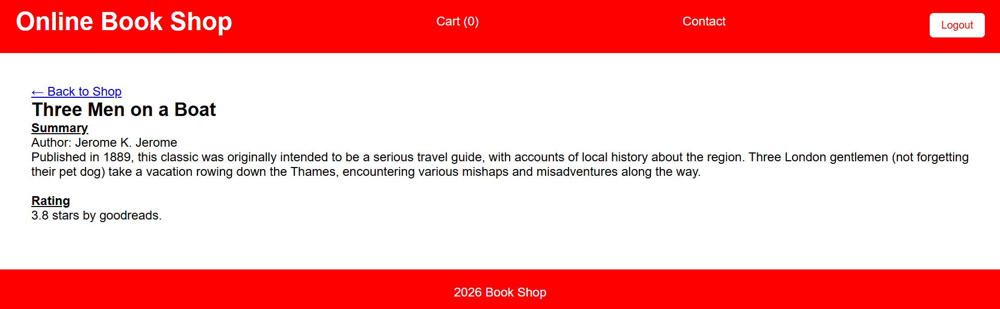 Online Book Shop
Cart (0)
Contact
Logout
← Back to Shop
Three Men on a Boat
Summary
Author: Jerome K. Jerome
Published in 1889, this classic was originally intended to be a serious travel guide, with accounts of local history about the region. Three London gentlemen (not forgetting
their pet dog) take a vacation rowing down the Thames, encountering various mishaps and misadventures along the way.
Rating
3.8 stars by goodreads.
2026 Book Shop